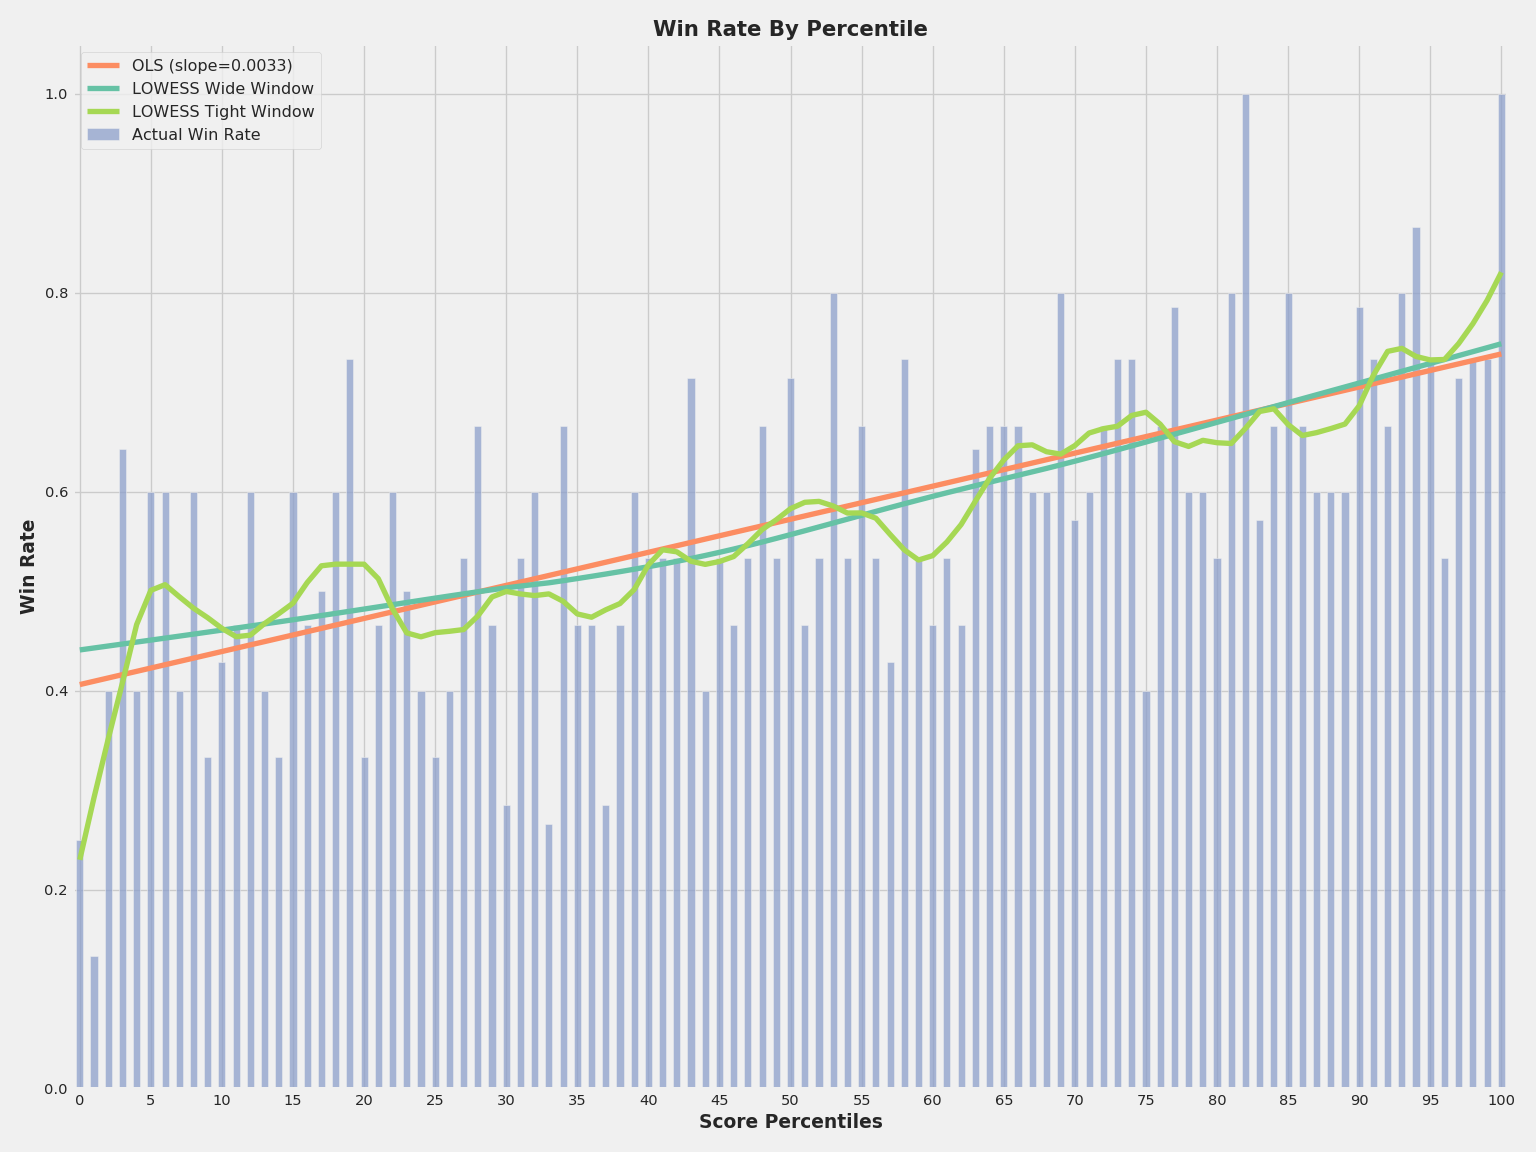 Win Rate By Percentile
OLS (slope=0.0033)
LOWESS Wide Window
LOWESS Tight Window
Actual Win Rate
1.0
0.8
0.6
0.4
0.2
0.0
Win Rate
0 5 10 15 20 25 30 35 40 45 50 55 60 65 70 75 80 85 90 95 100
Score Percentiles